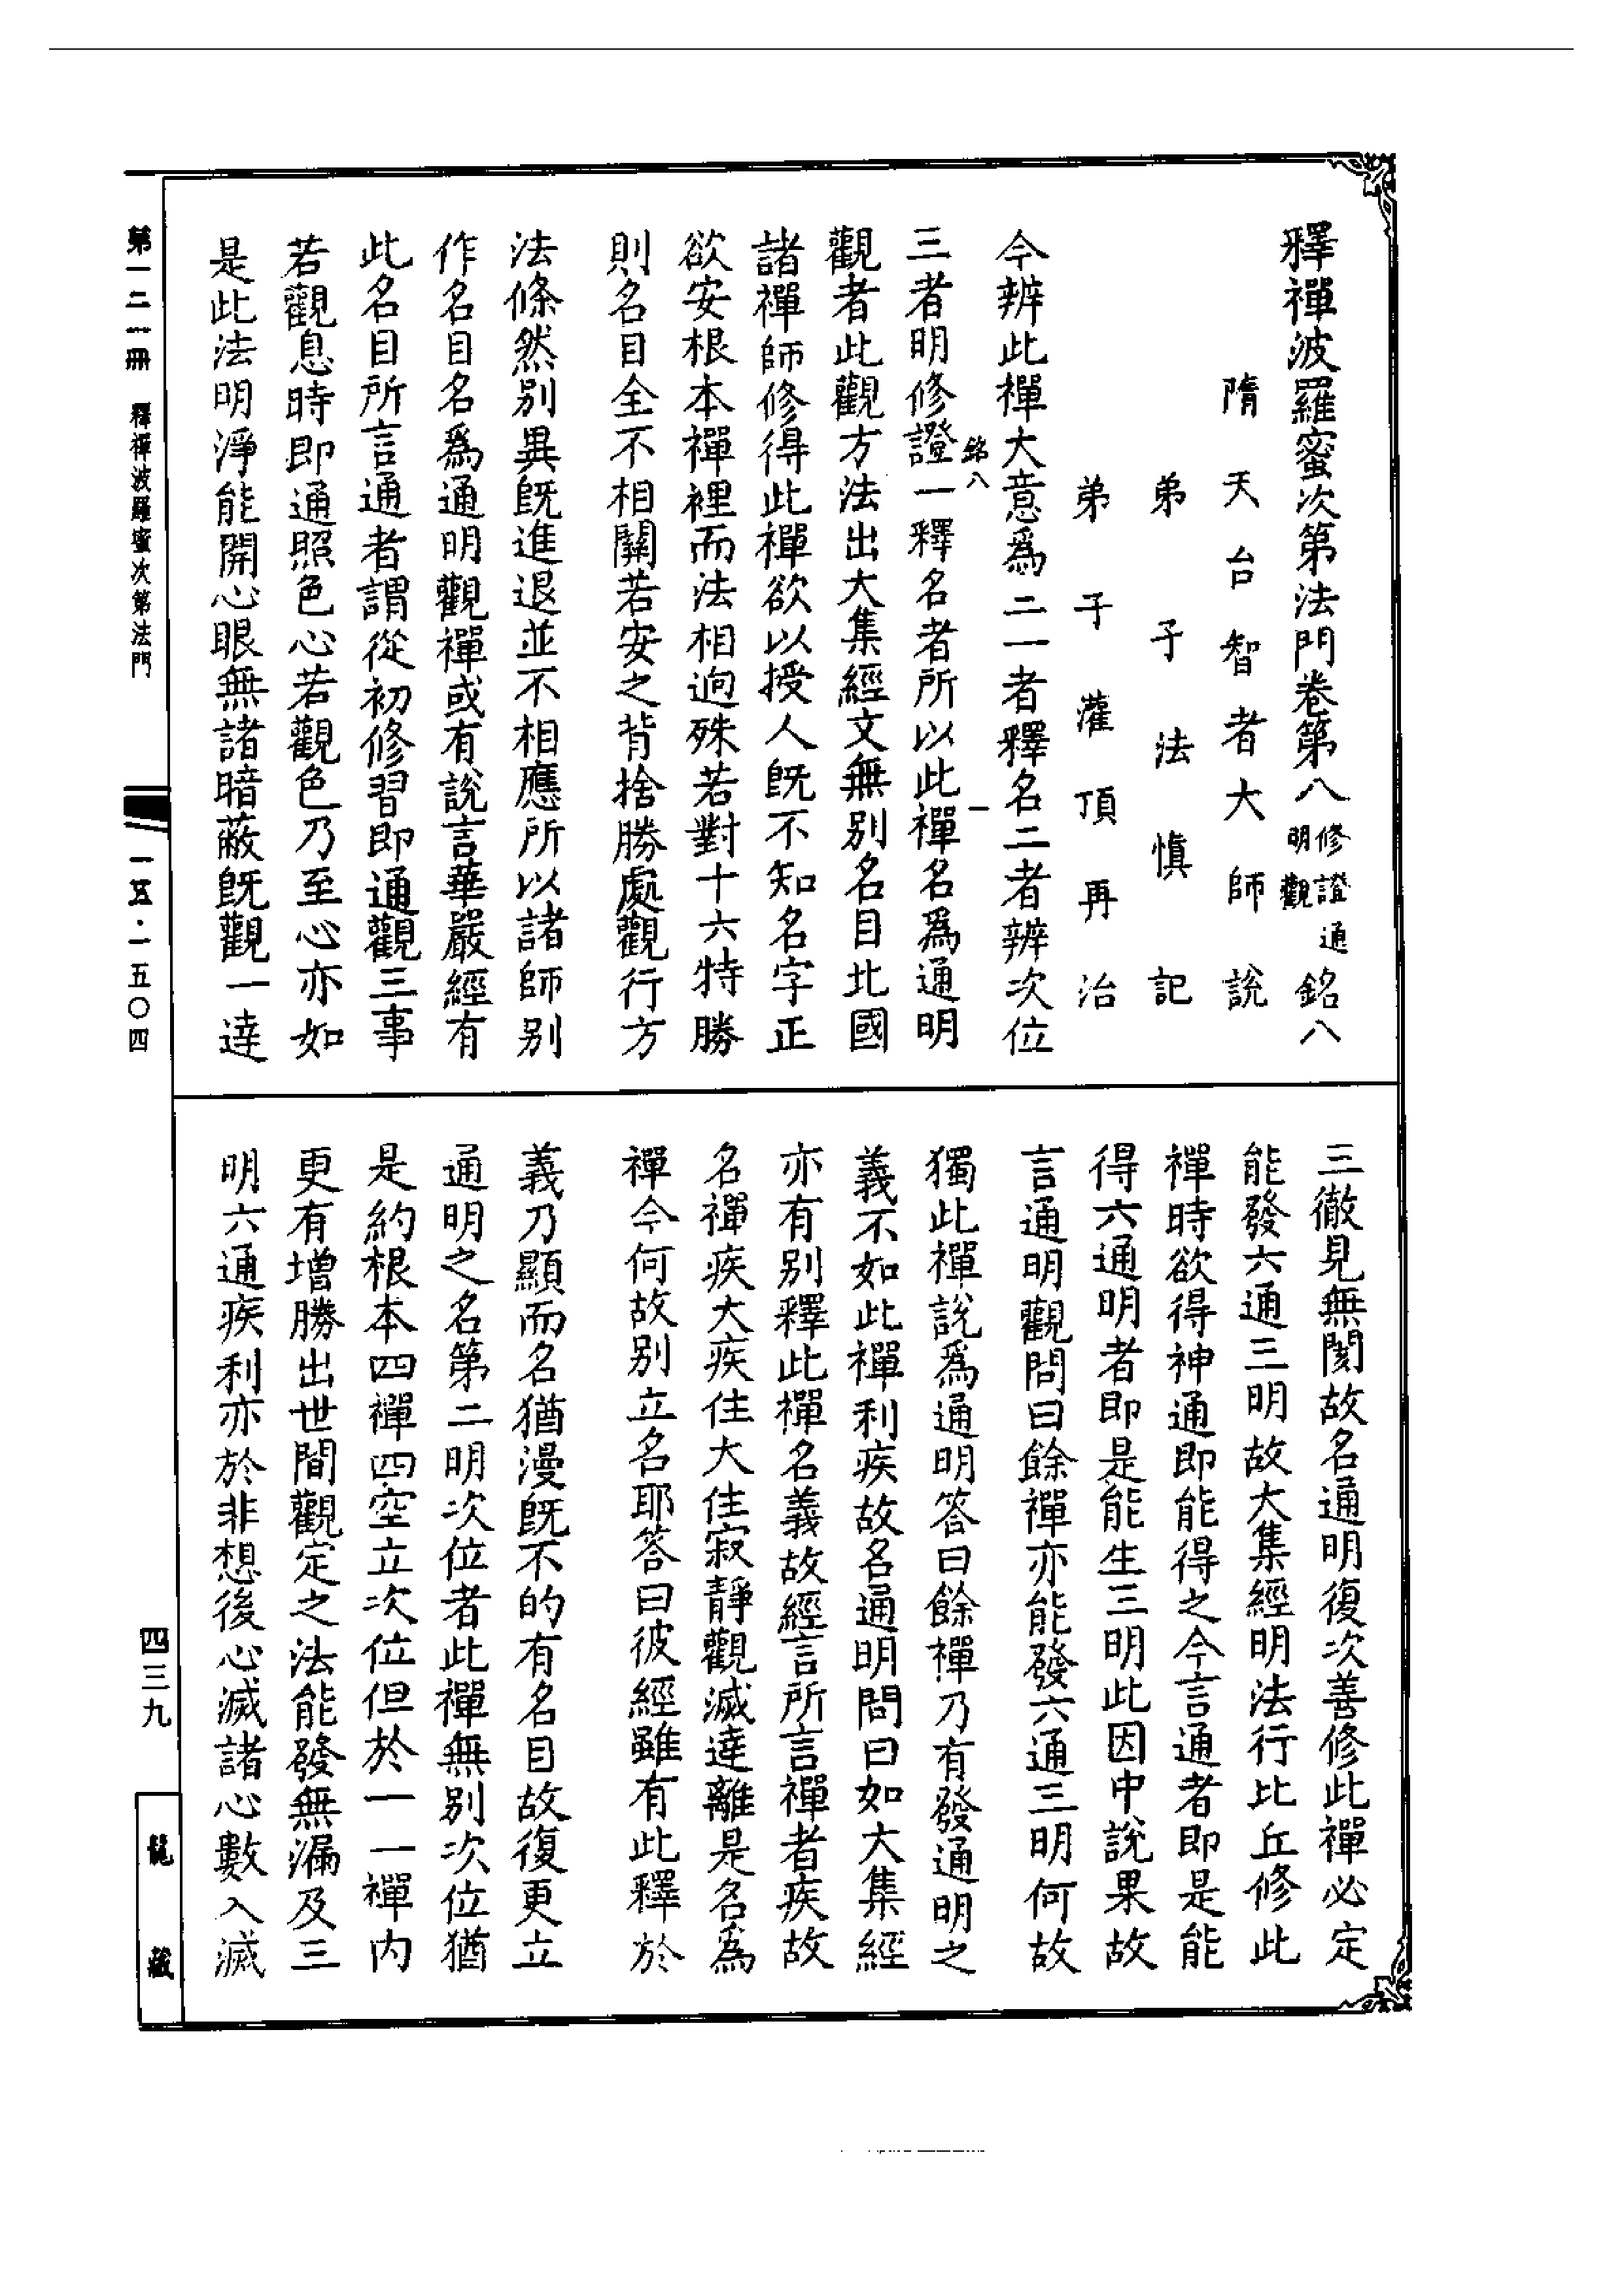 釋禪波羅蜜次第法門卷第八 修證通明觀 銘八
隋天台智者大師說
弟子法慎記
弟子灌頂再治
今辨此禪大意爲二一者釋名二者辨次位
銘八 一
三者明修證一釋名者所以此禪名爲通明
觀者此觀方法出大集經文無別名目北國
諸禪師修得此禪欲以授人既不知名字正
欲安根本禪裡而法相逈殊若對十六特勝
則名目全不相關若安之背捨勝處觀行方
法條然別異既進退並不相應所以諸師別
作名目名爲通明觀禪或有說言華嚴經有
此名目所言通者謂從初修習即通觀三事
若觀息時即通照色心若觀色乃至心亦如
是此法明淨能開心眼無諸暗蔽既觀一達
三徹見無閡故名通明復次善修此禪必定
能發六通三明故大集經明法行比丘修此
禪時欲得神通即能得之今言通者即是能
得六通明者即是能生三明此因中說果故
言通明觀問曰餘禪亦能發六通三明何故
獨此禪說爲通明答曰餘禪乃有發通明之
義不如此禪利疾故名通明問曰如大集經
亦有別釋此禪名義故經言所言禪者疾故
名禪疾大疾住大住寂靜觀滅達離是名爲
禪今何故別立名耶答曰彼經雖有此釋於
義乃顯而名猶漫既不的有名目故復更立
通明之名第二明次位者此禪無別次位猶
是約根本四禪四空立次位但於一一禪內
更有增勝出世間觀定之法能發無漏及三
明六通疾利亦於非想後心滅諸心數入滅
第一二一冊 釋禪波羅蜜次第法門
一五五·一五〇四
四三九
龍藏